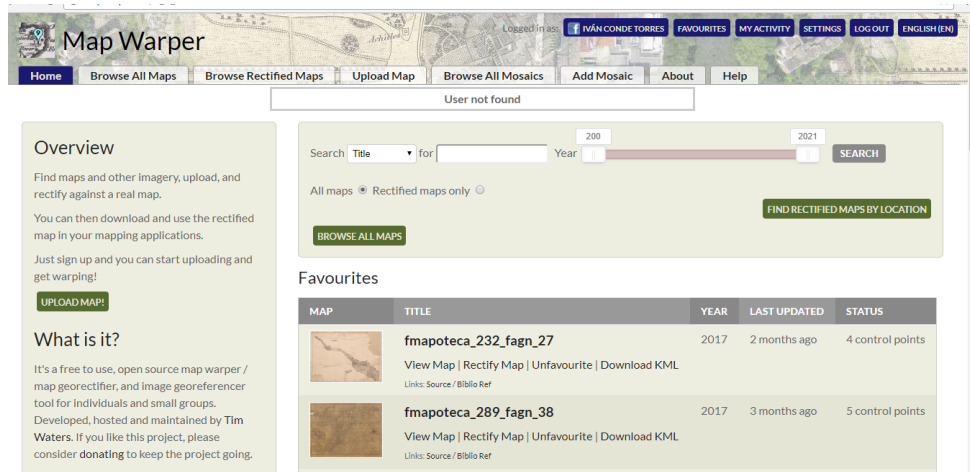 Achilles
Map Warper
Logged in as: IVÁN CONDE TORRES FAVOURITES MY ACTIVITY SETTINGS LOG OUT ENGLISH (EN)
Home Browse All Maps Browse Rectified Maps Upload Map Browse All Mosaics Add Mosaic About Help
User not found
Overview
Find maps and other imagery, upload, and
rectify against a real map.
You can then download and use the rectified
map in your mapping applications.
Just sign up and you can start uploading and
get warping!
UPLOAD MAP!
What is it?
It's a free to use, open source map warper /
map georectifier, and image georeferencer
tool for individuals and small groups.
Developed, hosted and maintained by Tim
Waters. If you like this project, please
consider donating to keep the project going.
200 2021
Search Title for Year SEARCH
All maps Rectified maps only
FIND RECTIFIED MAPS BY LOCATION
BROWSE ALL MAPS
Favourites
MAP TITLE YEAR LAST UPDATED STATUS
fmapoteca_232_fagn_27 2017 2 months ago 4 control points
View Map | Rectify Map | Unfavourite | Download KML
Links: Source / Biblio Ref
fmapoteca_289_fagn_38 2017 3 months ago 5 control points
View Map | Rectify Map | Unfavourite | Download KML
Links: Source / Biblio Ref